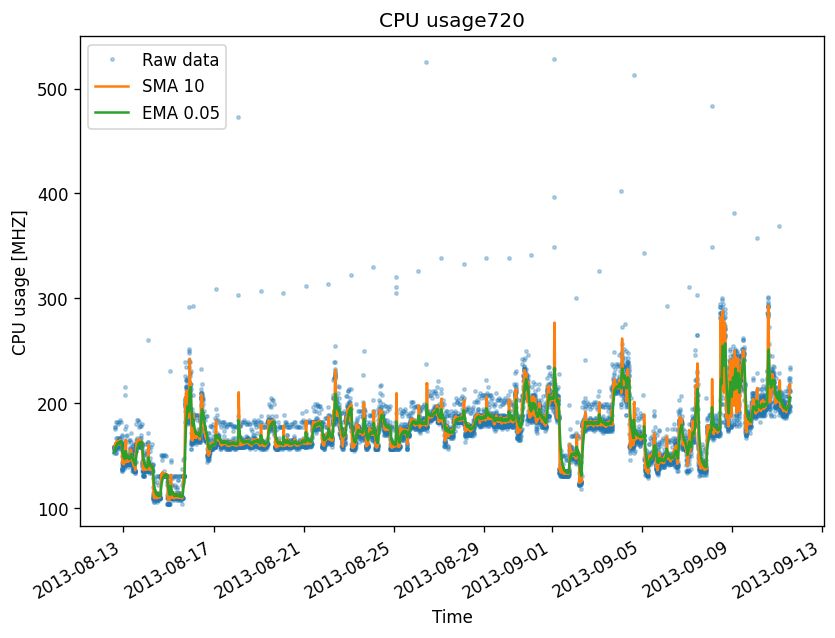 CPU usage720
Raw data
SMA 10
EMA 0.05
CPU usage [MHZ]
500
400
300
200
100
2013-08-13
2013-08-17
2013-08-21
2013-08-25
2013-08-29
2013-09-01
2013-09-05
2013-09-09
2013-09-13
Time